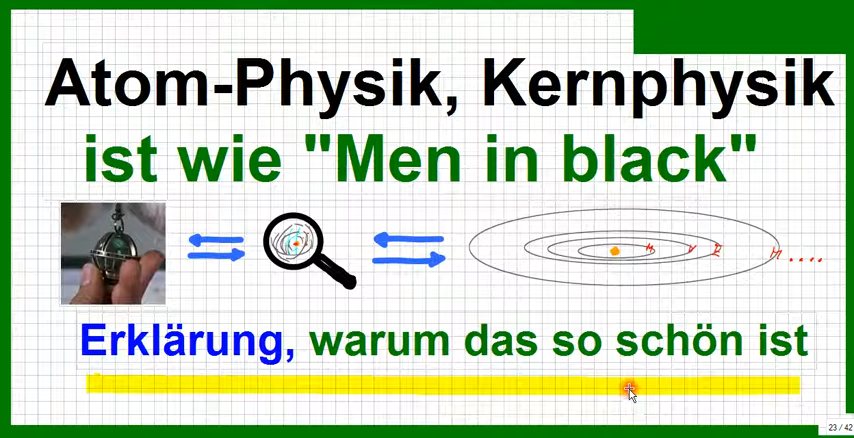 Atom-Physik, Kernphysik
ist wie "Men in black"
M V E M....
Erklärung, warum das so schön ist
23 / 42